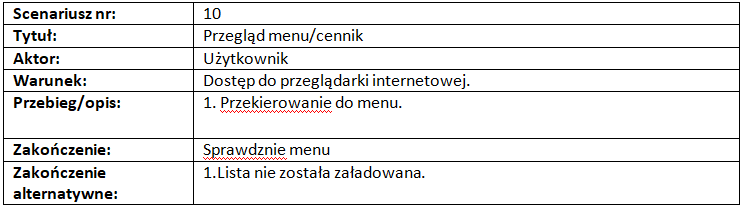 Scenariusz nr: 10
Tytuł: Przegląd menu/cennik
Aktor: Użytkownik
Warunek: Dostęp do przeglądarki internetowej.
Przebieg/opis: 1. Przekierowanie do menu.
Zakończenie: Sprawdznie menu
Zakończenie alternatywne: 1.Lista nie została załadowana.